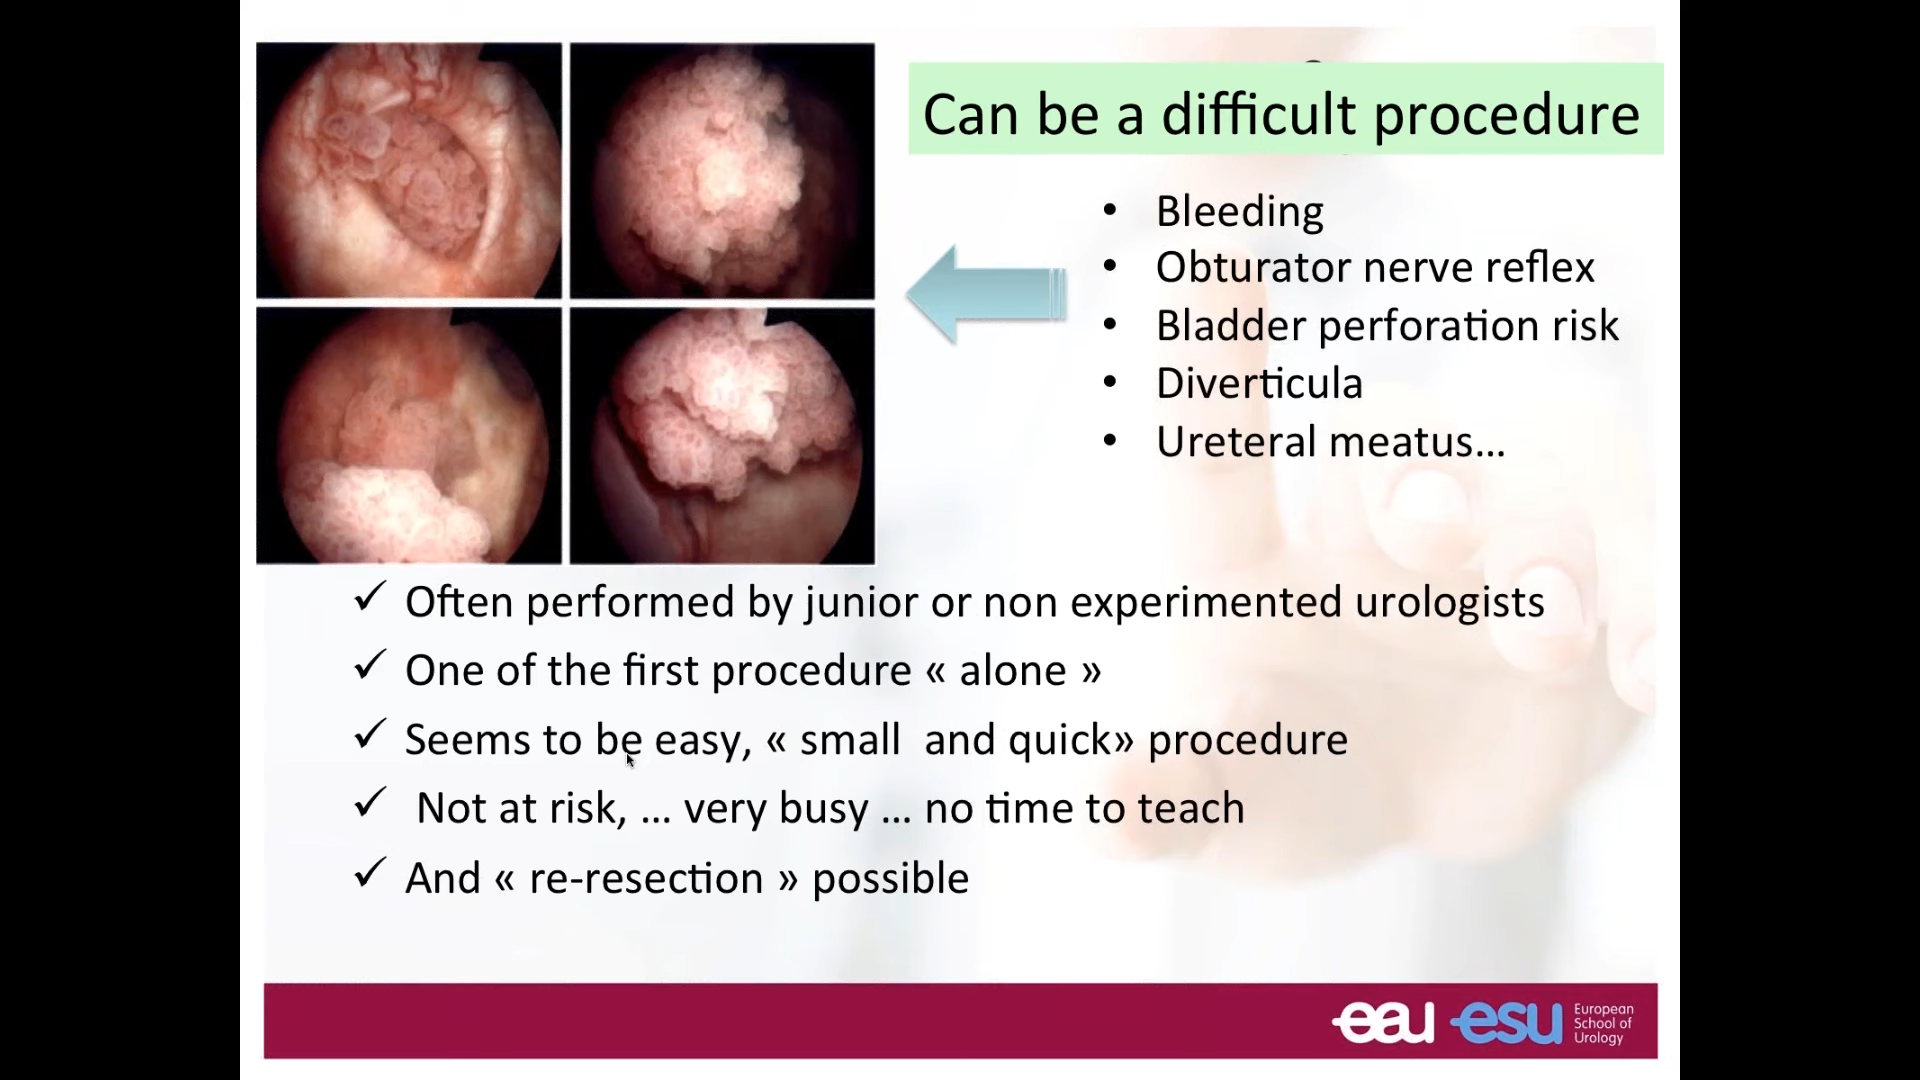 Can be a difficult procedure
• Bleeding
• Obturator nerve reflex
• Bladder perforation risk
• Diverticula
• Ureteral meatus...
✓ Often performed by junior or non experimented urologists
✓ One of the first procedure « alone »
✓ Seems to be easy, « small and quick» procedure
✓ Not at risk, ... very busy ... no time to teach
✓ And « re-resection » possible
eau esu European
School of
Urology